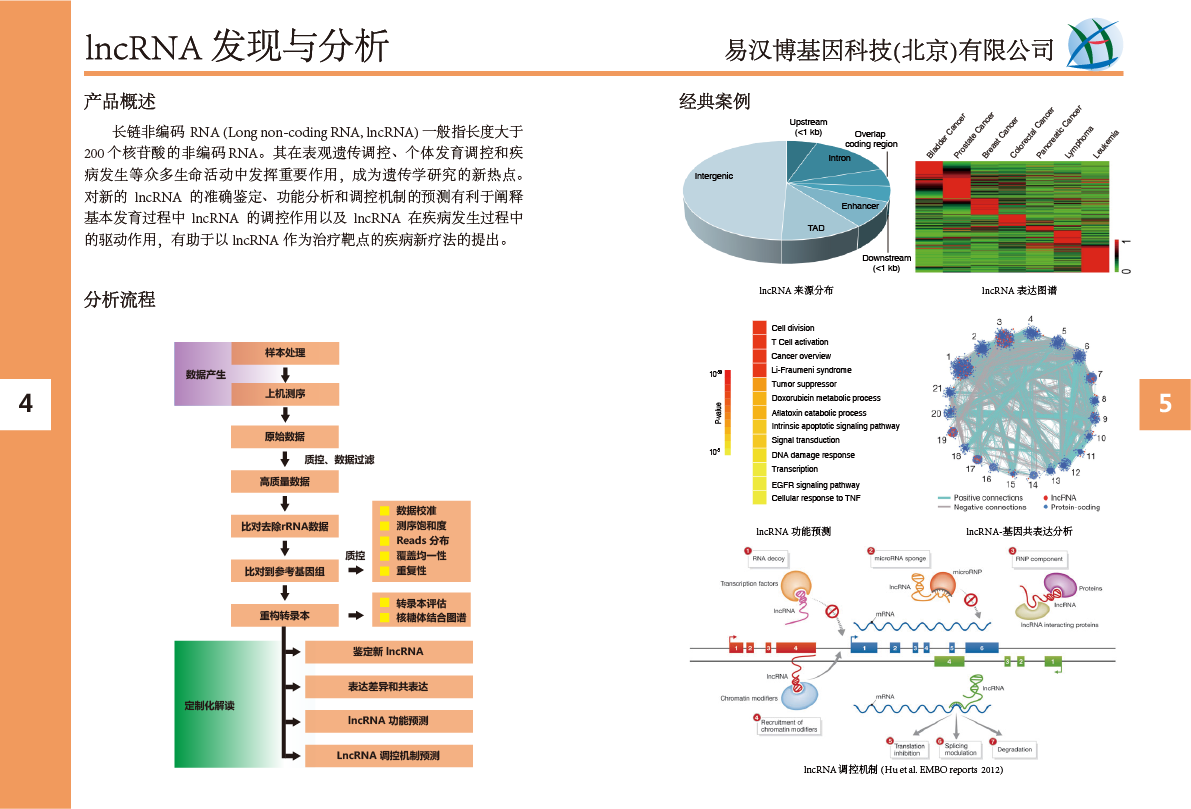 lncRNA 发现与分析
易汉博基因科技(北京)有限公司
产品概述
长链非编码 RNA (Long non-coding RNA, lncRNA) 一般指长度大于
200 个核苷酸的非编码 RNA。其在表观遗传调控、个体发育调控和疾
病发生等众多生命活动中发挥重要作用，成为遗传学研究的新热点。
对新的 lncRNA 的准确鉴定、功能分析和调控机制的预测有利于阐释
基本发育过程中 lncRNA 的调控作用以及 lncRNA 在疾病发生过程中
的驱动作用，有助于以 lncRNA 作为治疗靶点的疾病新疗法的提出。
分析流程
数据产生
样本处理
上机测序
原始数据
质控、数据过滤
高质量数据
比对去除rRNA数据
比对到参考基因组
质控
数据校准
测序饱和度
Reads 分布
覆盖均一性
重复性
重构转录本
转录本评估
核糖体结合图谱
定制化解读
鉴定新 lncRNA
表达差异和共表达
lncRNA 功能预测
LncRNA 调控机制预测
4
经典案例
Upstream
(<1 kb)
Overlap
coding region
Intron
Intergenic
Enhancer
TAD
Downstream
(<1 kb)
lncRNA 来源分布
Bladder Cancer
Prostate Cancer
Breast Cancer
Colorectal Cancer
Pancreatic Cancer
Lymphoma
Leukemia
1
0
lncRNA 表达图谱
P-value
Cell division
T Cell activation
Cancer overview
Li-Fraumeni syndrome
Tumor suppressor
Doxorubicin metabolic process
Aflatoxin catabolic process
Intrinsic apoptotic signaling pathway
Signal transduction
DNA damage response
Transcription
EGFR signaling pathway
Cellular response to TNF
lncRNA 功能预测
1
2
3
4
5
6
7
8
9
10
11
12
13
14
15
16
17
18
19
20
21
Positive connections
lncRNA
Negative connections
Protein-coding
lncRNA-基因共表达分析
1
RNA decoy
Transcription factors
lncRNA
2
microRNA sponge
lncRNA
microRNP
mRNA
3
RNP component
Proteins
lncRNA
lncRNA interacting proteins
1 2 3 4
1 2 3 4 5 6
4 3 2 1
lncRNA
Chromatin modifiers
4
Recruitment of
chromatin modifiers
mRNA
lncRNA
5
Translation
inhibition
6
Splicing
modulation
7
Degradation
lncRNA 调控机制 (Hu et al. EMBO reports 2012)
5